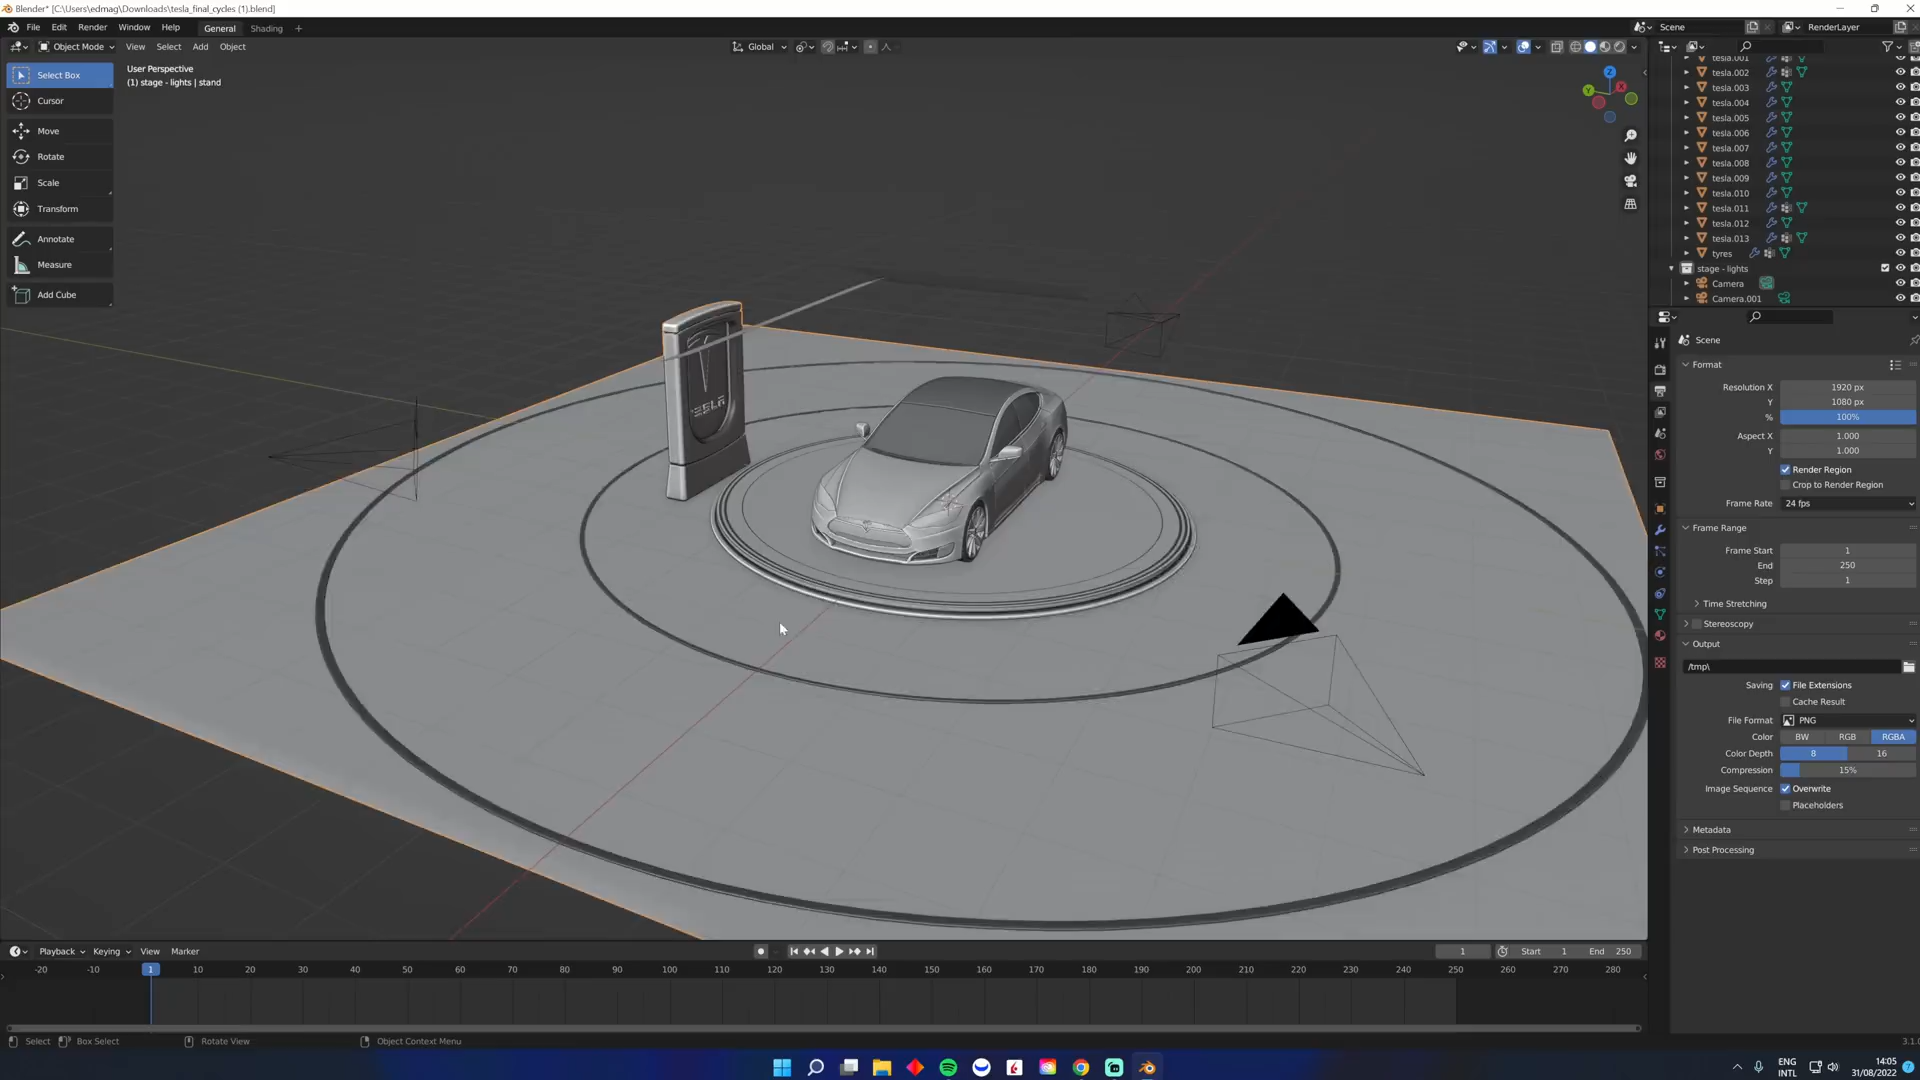 Blender* [C:\Users\edmag\Downloads\tesla_final_cycles (1).blend]
File Edit Render Window Help General Shading + Scene RenderLayer
Object Mode View Select Add Object Global
Select Box
Cursor
Move
Rotate
Scale
Transform
Annotate
Measure
Add Cube
User Perspective
(1) stage - lights | stand
Z
Y
X
TESLA
tesla.001
tesla.002
tesla.003
tesla.004
tesla.005
tesla.006
tesla.007
tesla.008
tesla.009
tesla.010
tesla.011
tesla.012
tesla.013
tyres
stage - lights
Camera
Camera.001
Scene
Format
Resolution X 1920 px
Y 1080 px
% 100%
Aspect X 1.000
Y 1.000
Render Region
Crop to Render Region
Frame Rate 24 fps
Frame Range
Frame Start 1
End 250
Step 1
Time Stretching
Stereoscopy
Output
/tmp\
Saving File Extensions
Cache Result
File Format PNG
Color BW RGB RGBA
Color Depth 8 16
Compression 15%
Image Sequence Overwrite
Placeholders
Metadata
Post Processing
Playback Keying View Marker 1 Start 1 End 250
-20 -10 1 10 20 30 40 50 60 70 80 90 100 110 120 130 140 150 160 170 180 190 200 210 220 230 240 250 260 270 280
Select Box Select Rotate View Object Context Menu 3.1.0
ENG
INTL
14:05
31/08/2022